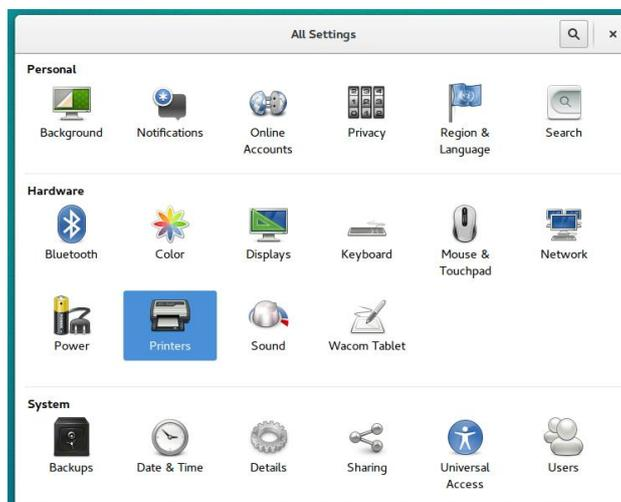 All Settings
Personal
Background
Notifications
Online
Accounts
Privacy
Region &
Language
Search
Hardware
Bluetooth
Color
Displays
Keyboard
Mouse &
Touchpad
Network
Power
Printers
Sound
Wacom Tablet
System
Backups
Date & Time
Details
Sharing
Universal
Access
Users